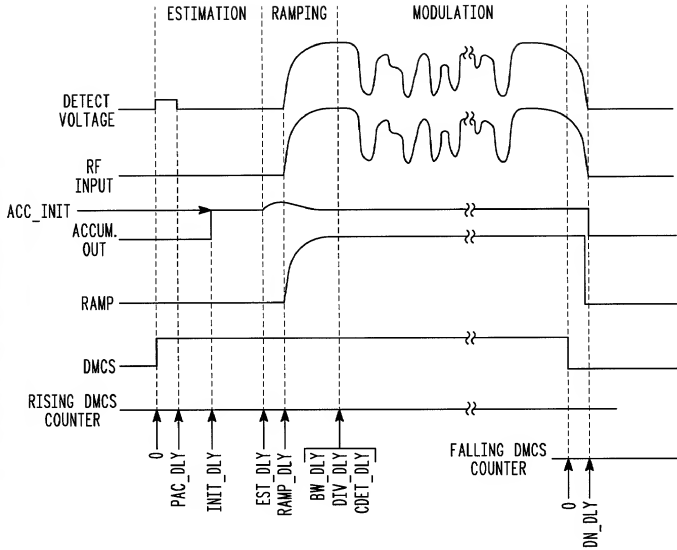 ESTIMATION RAMPING MODULATION
DETECT
VOLTAGE
RF
INPUT
ACC_INIT
ACCUM.
OUT
RAMP
DMCS
RISING DMCS
COUNTER
0
PAC_DLY
INIT_DLY
EST_DLY
RAMP_DLY
BW_DLY
DIV_DLY
CDET_DLY
FALLING DMCS
COUNTER
0
DN_DLY